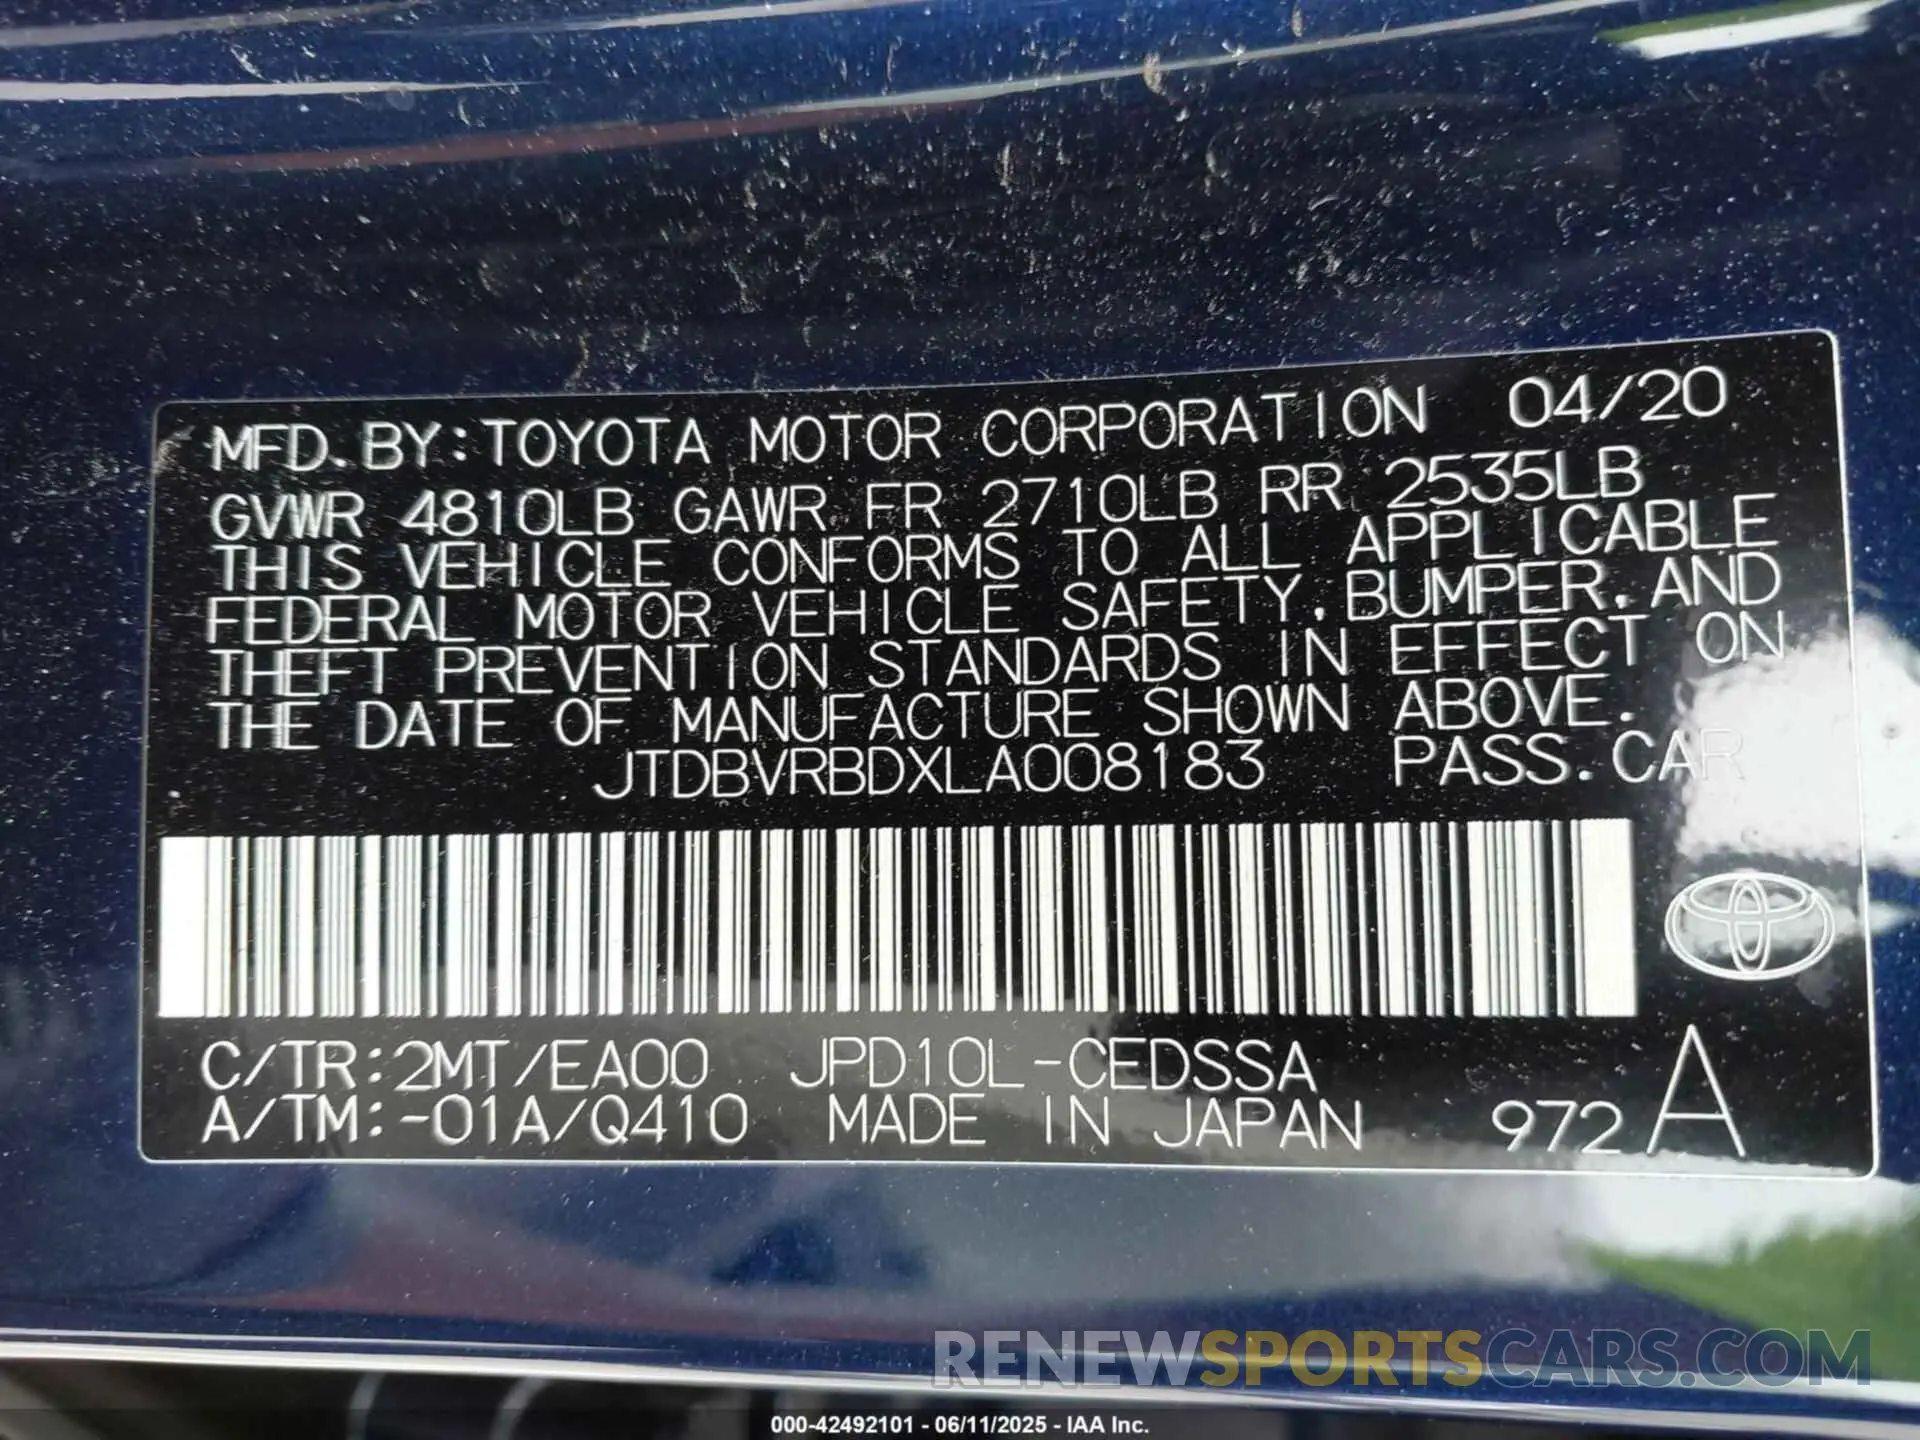 MFD.BY:TOYOTA MOTOR CORPORATION 04/20
GVWR 4810LB GAWR FR 2710LB RR 2535LB
THIS VEHICLE CONFORMS TO ALL APPLICABLE
FEDERAL MOTOR VEHICLE SAFETY, BUMPER, AND
THEFT PREVENTION STANDARDS IN EFFECT ON
THE DATE OF MANUFACTURE SHOWN ABOVE.
JTDBVRBDXLA008183 PASS.CAR
C/TR:2MT/EA00 JPD10L-CEDSSA
A/TM:-01A/Q410 MADE IN JAPAN 972 A
RENEWSPORTSCARS.COM
000-42492101 - 06/11/2025 - IAA Inc.